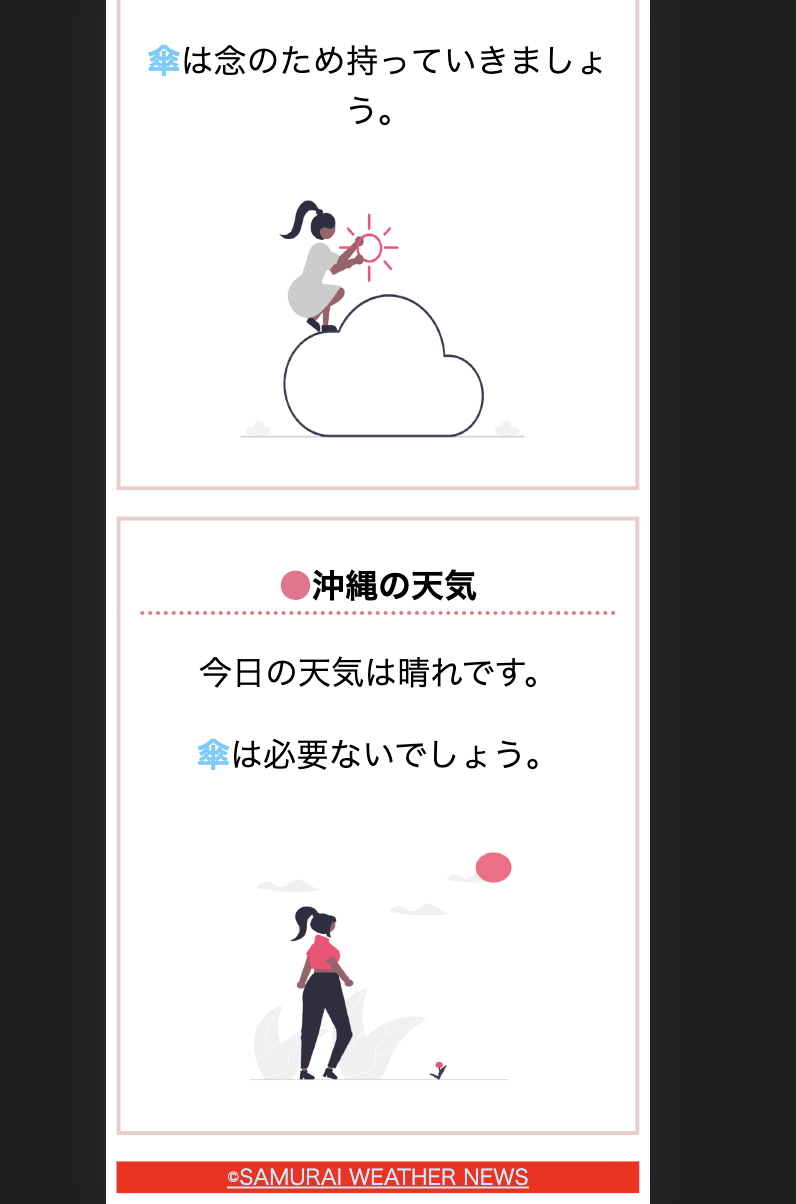 傘は念のため持っていきましょ
う。
●沖縄の天気
今日の天気は晴れです。
傘は必要ないでしょう。
©SAMURAI WEATHER NEWS